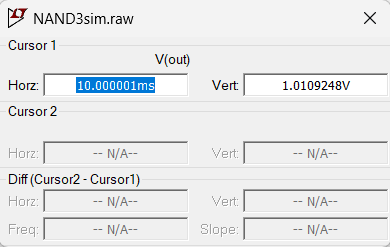 NAND3sim.raw
Cursor 1
V(out)
Horz: 10.000001ms Vert: 1.0109248V
Cursor 2
Horz: -- N/A-- Vert: -- N/A--
Diff (Cursor2 - Cursor1)
Horz: -- N/A-- Vert: -- N/A--
Freq: -- N/A-- Slope: -- N/A--